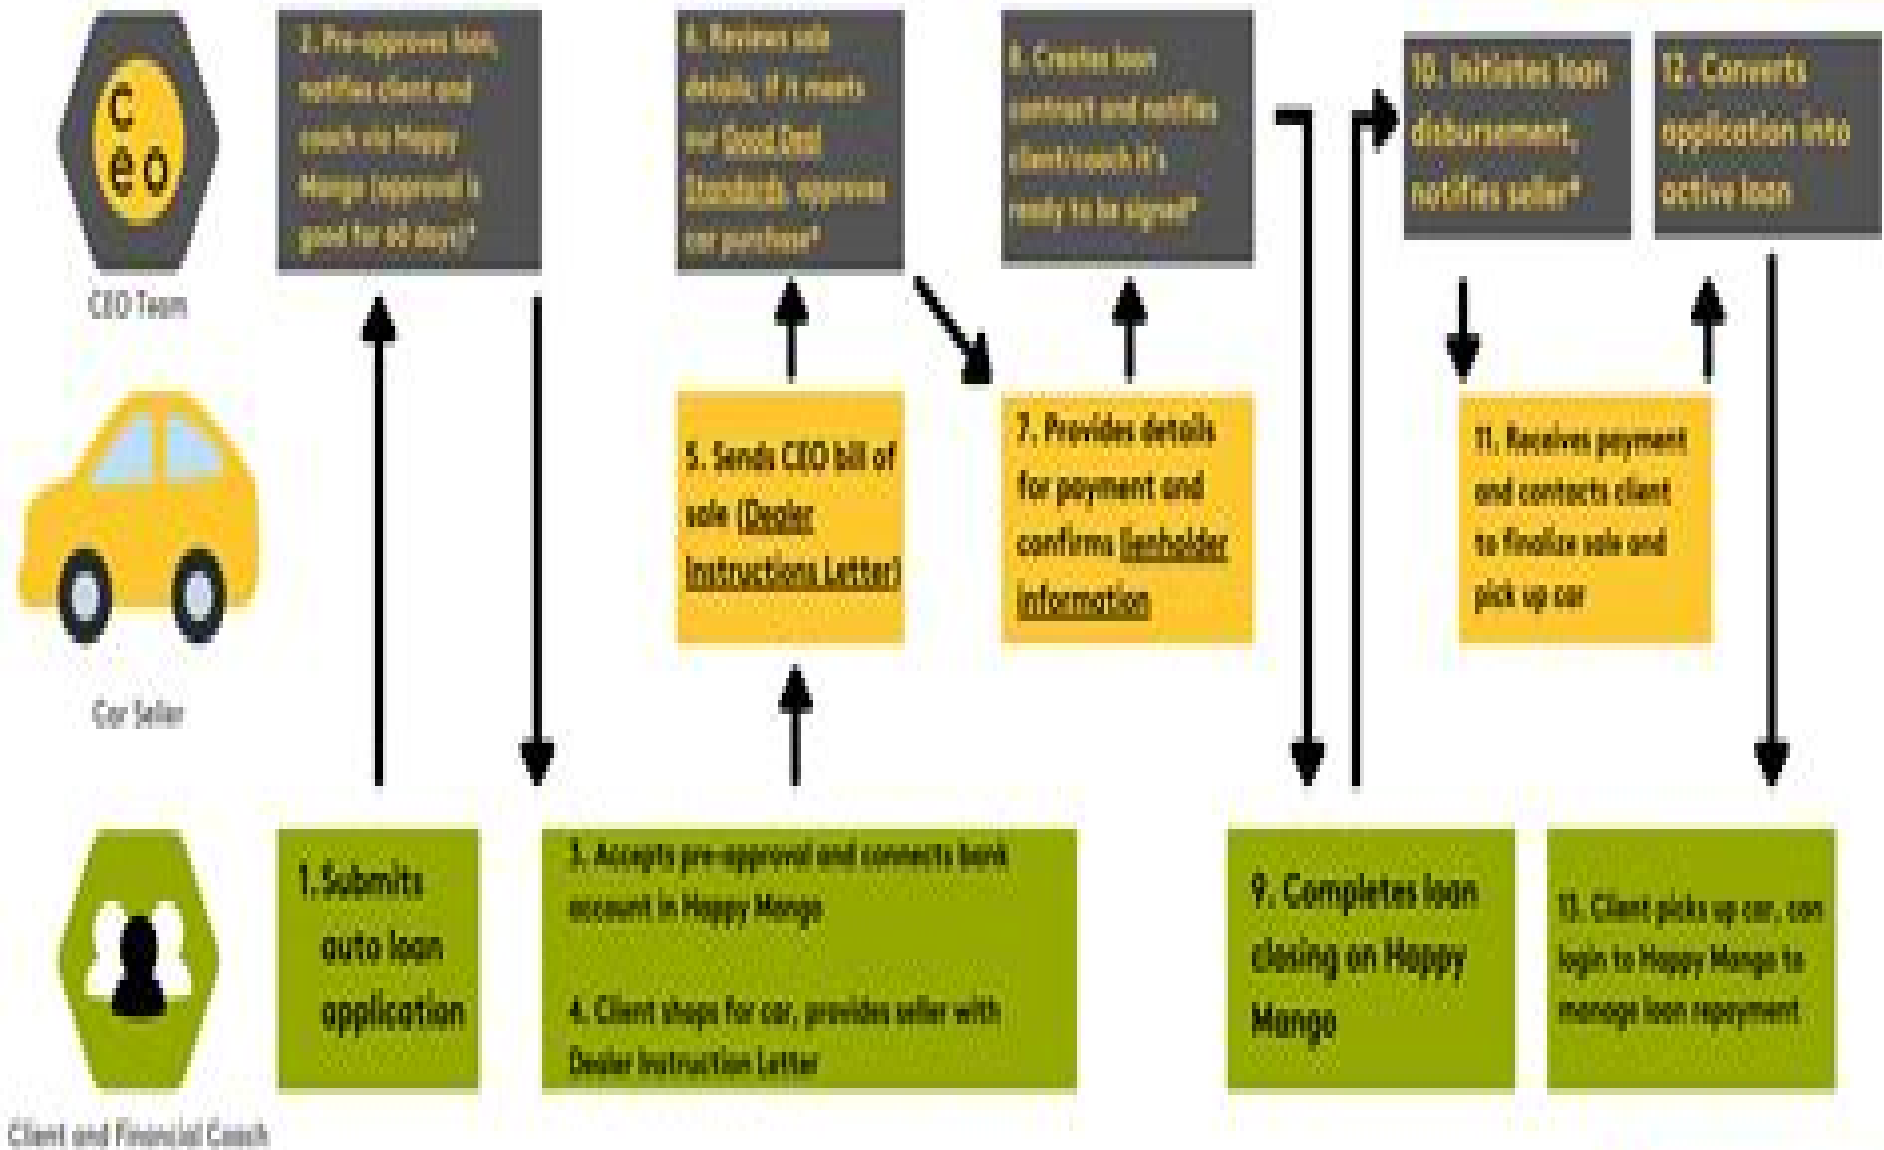 c
eo
CEO Team
2. Pre-approves loan,
notifies client and
coach via Happy
Mango (approval is
good for 60 days)*
6. Reviews sale
details; if it meets
our Good Deal
Standards, approves
car purchase*
8. Creates loan
contract and notifies
client/coach it's
ready to be signed*
10. Initiates loan
disbursement,
notifies seller*
12. Converts
application into
active loan
Car Seller
5. Sends CEO bill of
sale (Dealer
Instructions Letter)
7. Provides details
for payment and
confirms lienholder
information
11. Receives payment
and contacts client
to finalize sale and
pick up car
Client and Financial Coach
1. Submits
auto loan
application
3. Accepts pre-approval and connects bank
account in Happy Mango
4. Client shops for car, provides seller with
Dealer Instruction Letter
9. Completes loan
closing on Happy
Mango
13. Client picks up car, can
login to Happy Mango to
manage loan repayment